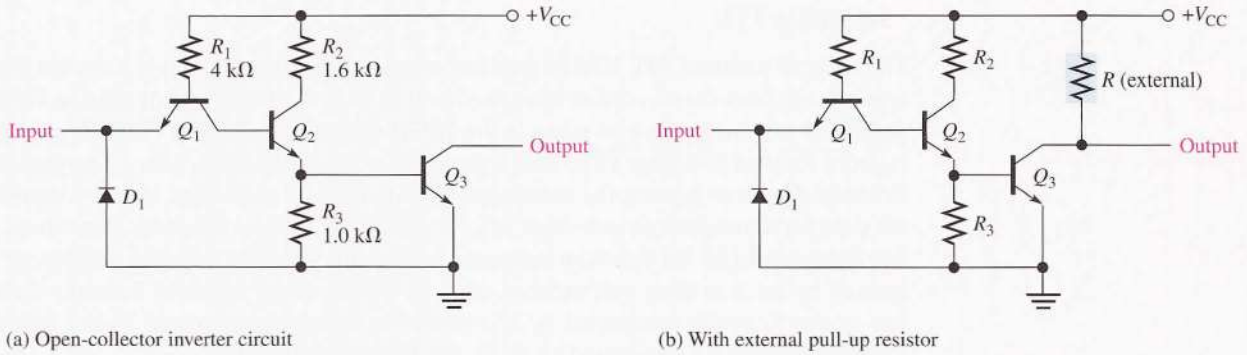 +V_CC
R_1
4 kΩ
R_2
1.6 kΩ
Input
Q_1
Q_2
Output
Q_3
D_1
R_3
1.0 kΩ
(a) Open-collector inverter circuit
+V_CC
R_1
R_2
R (external)
Input
Q_1
Q_2
Output
Q_3
D_1
R_3
(b) With external pull-up resistor